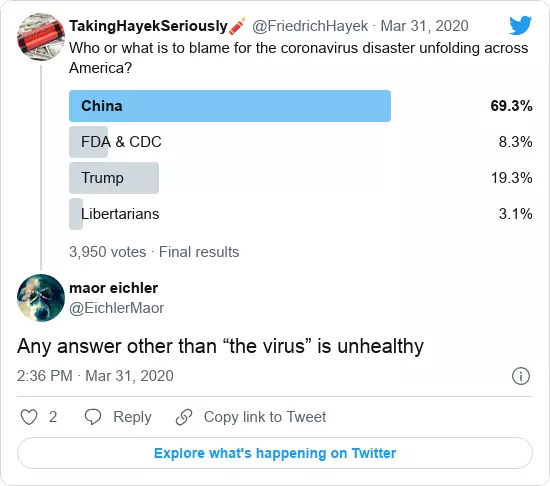 TakingHayekSeriously🧨 @FriedrichHayek · Mar 31, 2020
Who or what is to blame for the coronavirus disaster unfolding across
America?
China 69.3%
FDA & CDC 8.3%
Trump 19.3%
Libertarians 3.1%
3,950 votes · Final results
maor eichler
@EichlerMaor
Any answer other than “the virus” is unhealthy
2:36 PM · Mar 31, 2020
2 Reply Copy link to Tweet
Explore what's happening on Twitter